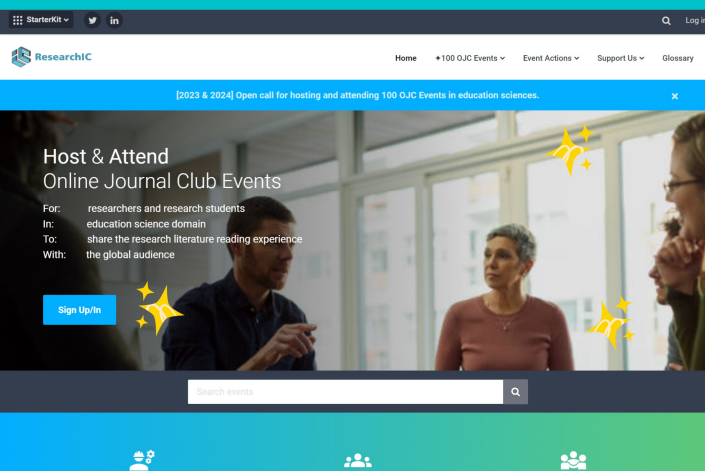 StarterKit
Log in
ResearchIC
Home
+100 OJC Events
Event Actions
Support Us
Glossary
[2023 & 2024] Open call for hosting and attending 100 OJC Events in education sciences.
Host & Attend
Online Journal Club Events
For: researchers and research students
In: education science domain
To: share the research literature reading experience
With: the global audience
Sign Up/In
Search events